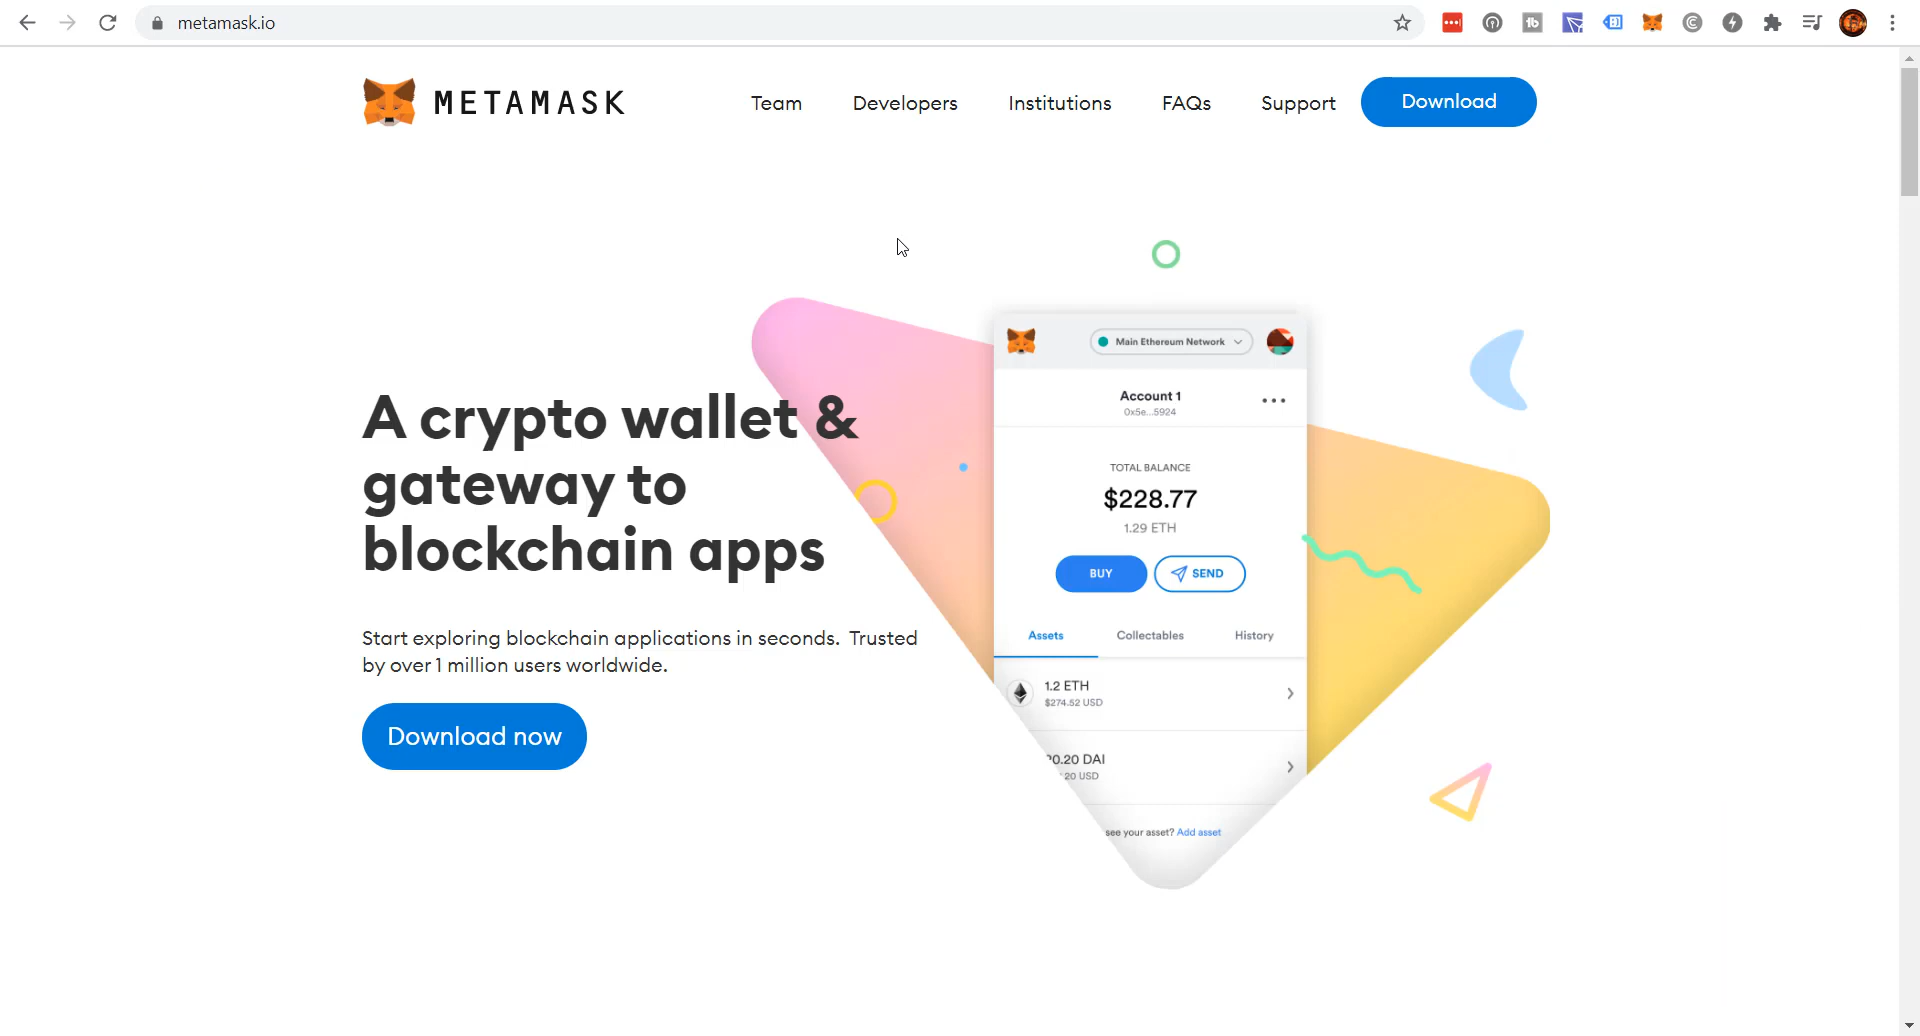 metamask.io
METAMASK
Team Developers Institutions FAQs Support Download
A crypto wallet &
gateway to
blockchain apps
Start exploring blockchain applications in seconds. Trusted
by over 1 million users worldwide.
Download now
Main Ethereum Network
Account 1
0x5e...5924
TOTAL BALANCE
$228.77
1.29 ETH
BUY SEND
Assets Collectables History
1.2 ETH
$274.52 USD
0.20 DAI
20 USD
see your asset? Add asset